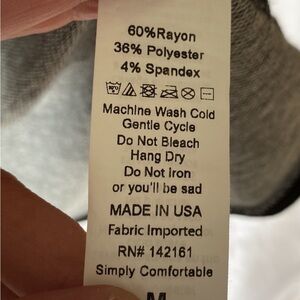 60%Rayon
36% Polyester
4% Spandex
Machine Wash Cold
Gentle Cycle
Do Not Bleach
Hang Dry
Do Not Iron
or you'll be sad
MADE IN USA
Fabric Imported
RN# 142161
Simply Comfortable
M